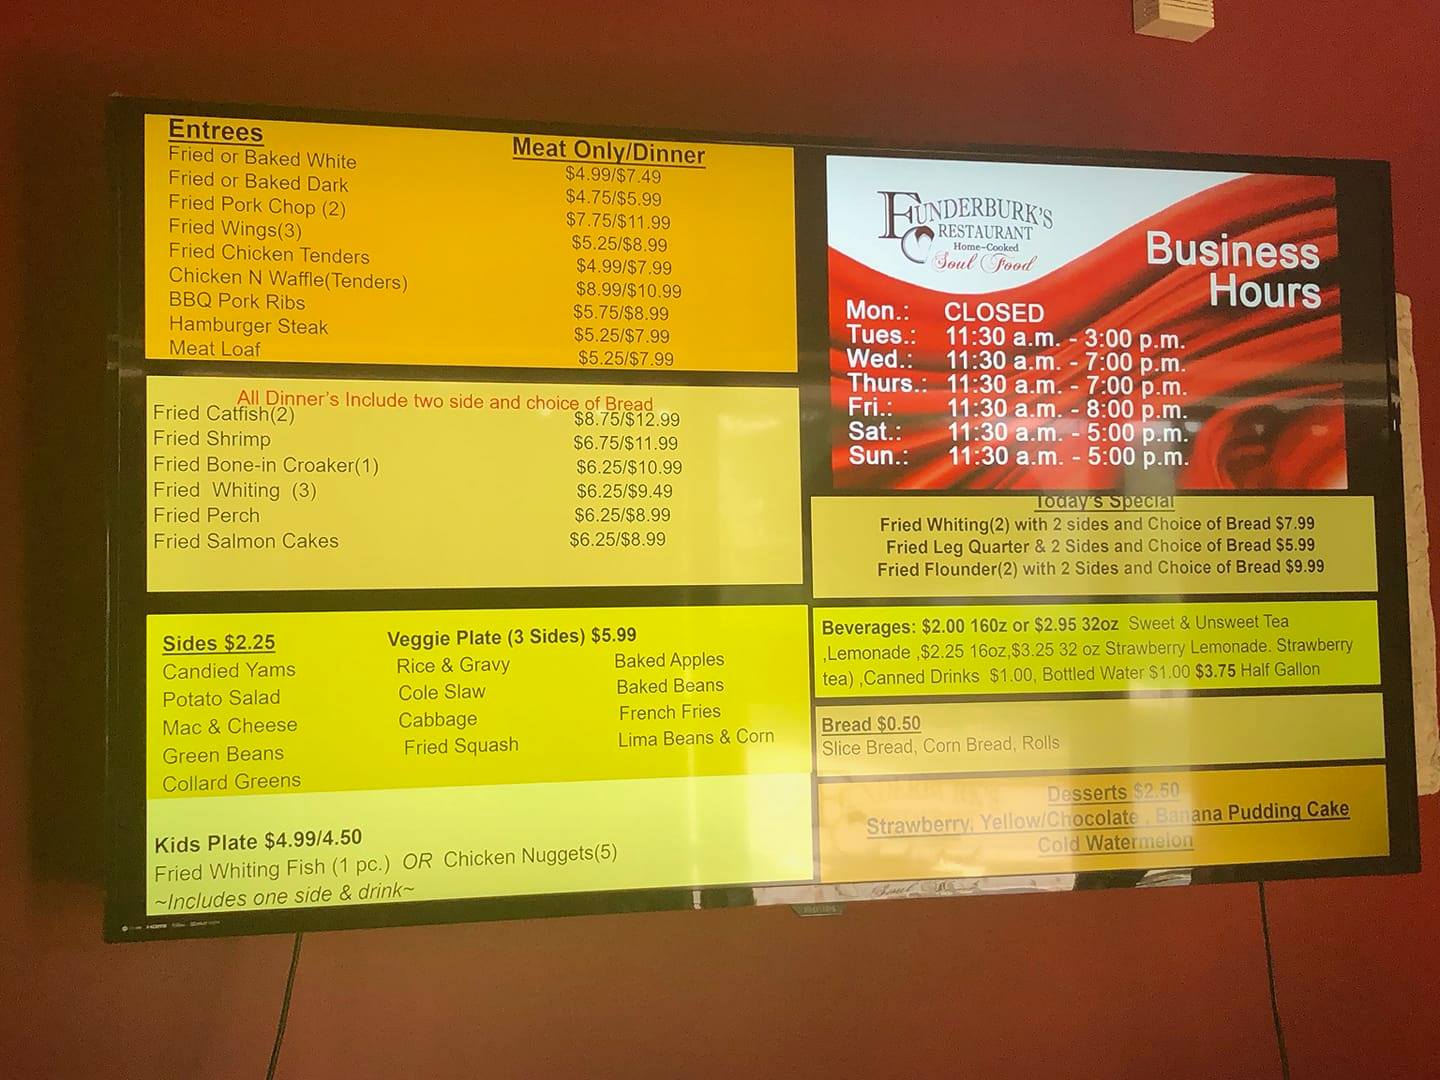 Entrees
Meat Only/Dinner
Fried or Baked White $4.99/$7.49
Fried or Baked Dark $4.75/$5.99
Fried Pork Chop (2) $7.75/$11.99
Fried Wings(3) $5.25/$8.99
Fried Chicken Tenders $4.99/$7.99
Chicken N Waffle(Tenders) $8.99/$10.99
BBQ Pork Ribs $5.75/$8.99
Hamburger Steak $5.25/$7.99
Meat Loaf $5.25/$7.99
All Dinner's Include two side and choice of Bread
Fried Catfish(2) $8.75/$12.99
Fried Shrimp $6.75/$11.99
Fried Bone-in Croaker(1) $6.25/$10.99
Fried Whiting (3) $6.25/$9.49
Fried Perch $6.25/$8.99
Fried Salmon Cakes $6.25/$8.99
Sides $2.25
Candied Yams
Potato Salad
Mac & Cheese
Green Beans
Collard Greens
Veggie Plate (3 Sides) $5.99
Rice & Gravy
Cole Slaw
Cabbage
Fried Squash
Baked Apples
Baked Beans
French Fries
Lima Beans & Corn
Kids Plate $4.99/4.50
Fried Whiting Fish (1 pc.) OR Chicken Nuggets(5)
~Includes one side & drink~
FUNDERBURK'S
RESTAURANT
Home-Cooked
Soul Food
Business
Hours
Mon.: CLOSED
Tues.: 11:30 a.m. - 3:00 p.m.
Wed.: 11:30 a.m. - 7:00 p.m.
Thurs.: 11:30 a.m. - 7:00 p.m.
Fri.: 11:30 a.m. - 8:00 p.m.
Sat.: 11:30 a.m. - 5:00 p.m.
Sun.: 11:30 a.m. - 5:00 p.m.
Today's Special
Fried Whiting(2) with 2 sides and Choice of Bread $7.99
Fried Leg Quarter & 2 Sides and Choice of Bread $5.99
Fried Flounder(2) with 2 Sides and Choice of Bread $9.99
Beverages: $2.00 16oz or $2.95 32oz Sweet & Unsweet Tea
,Lemonade ,$2.25 16oz,$3.25 32 oz Strawberry Lemonade. Strawberry
tea) ,Canned Drinks $1.00, Bottled Water $1.00 $3.75 Half Gallon
Bread $0.50
Slice Bread, Corn Bread, Rolls
Desserts $2.50
Strawberry, Yellow/Chocolate , Banana Pudding Cake
Cold Watermelon
PHILIPS